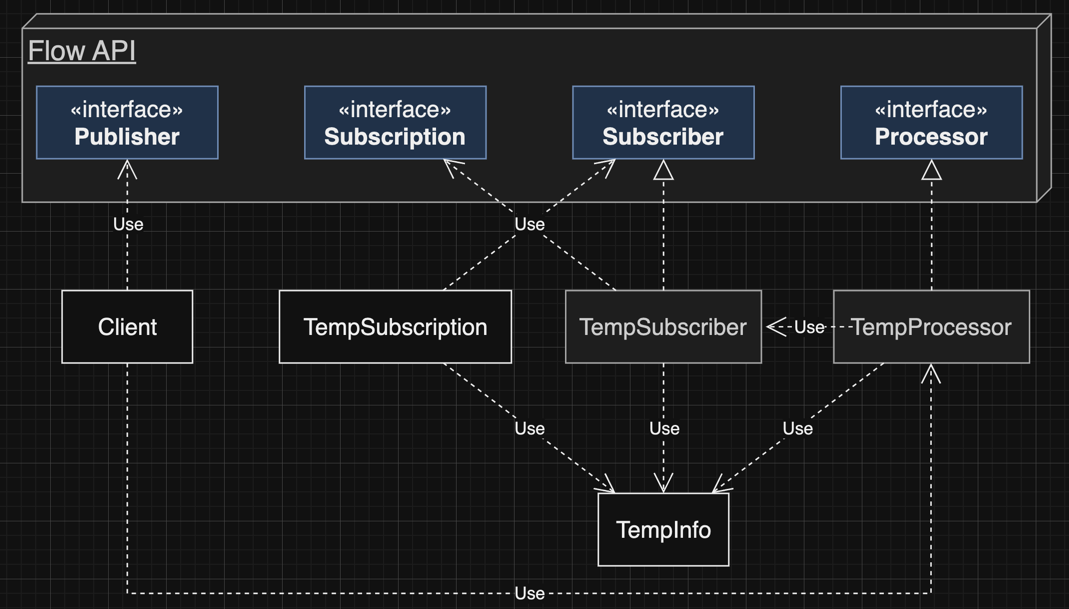 Flow API
«interface»
Publisher
«interface»
Subscription
«interface»
Subscriber
«interface»
Processor
Use
Use
Client
TempSubscription
TempSubscriber
Use
TempProcessor
Use
Use
Use
TempInfo
Use